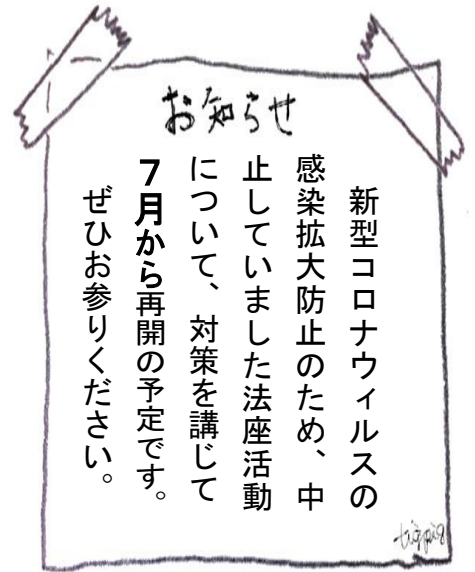 お知らせ
新型コロナウィルスの
感染拡大防止のため、中
止していました法座活動
について、対策を講じて
７月から再開の予定です。
ぜひお参りください。